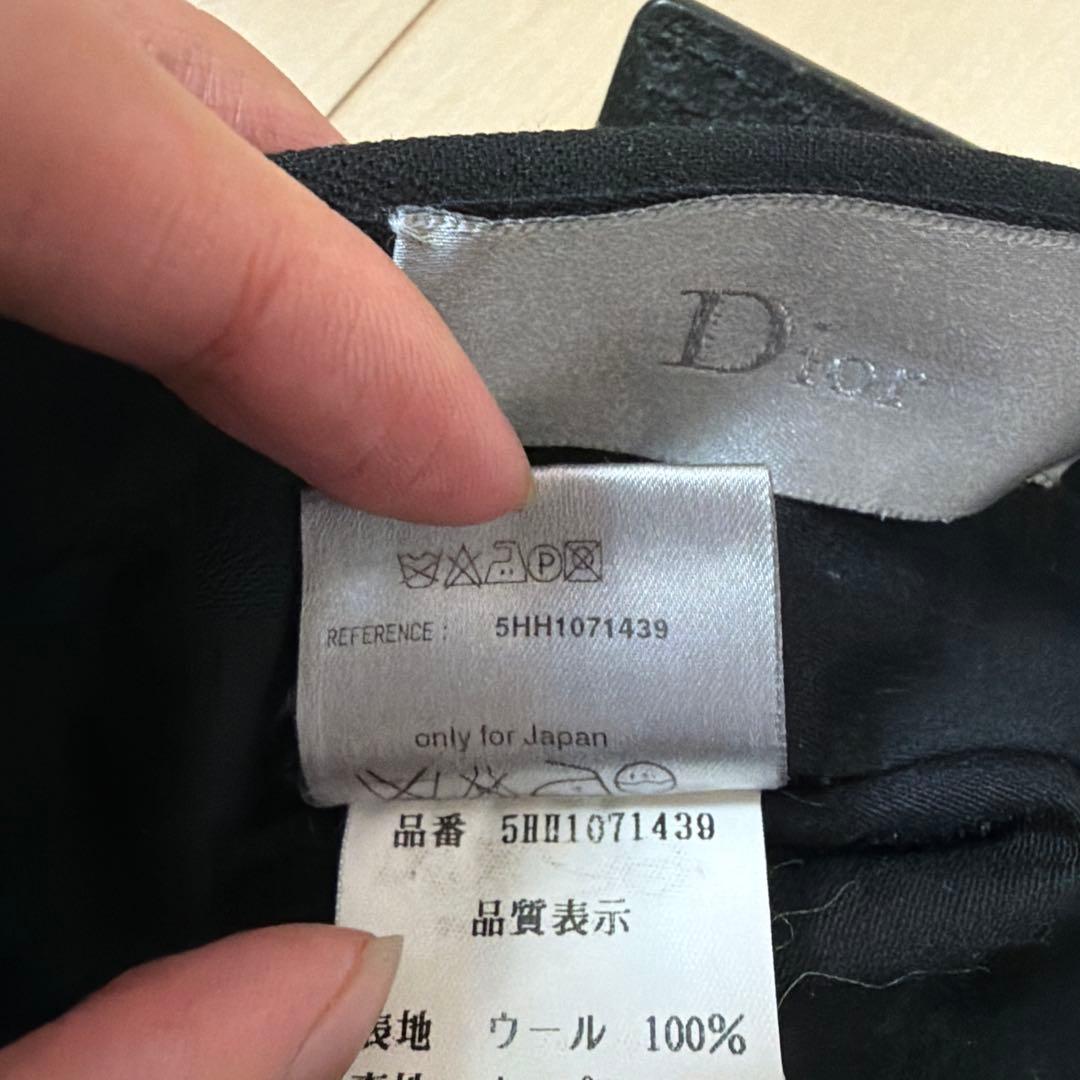 Dior
REFERENCE : 5HH1071439
only for Japan
品番 5HH1071439
品質表示
表地 ウール 100%